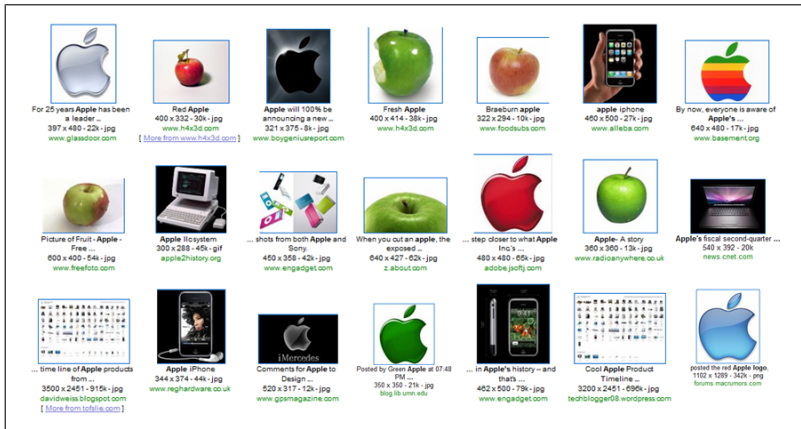 For 25 years Apple has been
a leader ...
397 x 480 - 22k - jpg
www.glassdoor.com
Red Apple
400 x 332 - 30k - jpg
www.h4x3d.com
[ More from www.h4x3d.com ]
Apple will 100% be
announcing a new ...
321 x 375 - 8k - jpg
www.boygeniusreport.com
Fresh Apple
400 x 414 - 38k - jpg
www.h4x3d.com
Braeburn apple
322 x 294 - 10k - jpg
www.foodsubs.com
apple iphone
460 x 500 - 27k - jpg
www.alleba.com
By now, everyone is aware of
Apple's ...
640 x 480 - 17k - jpg
www.basement.org
Picture of Fruit - Apple -
Free ...
600 x 400 - 54k - jpg
www.freefoto.com
Apple IIcsystem
300 x 288 - 45k - gif
apple2history.org
... shots from both Apple and
Sony.
450 x 358 - 42k - jpg
www.engadget.com
When you cut an apple, the
exposed ...
640 x 427 - 62k - jpg
z.about.com
... step closer to what Apple
Inc.'s ...
480 x 480 - 65k - jpg
adobe.jsoftj.com
Apple- A story
360 x 360 - 13k - jpg
www.radioanywhere.co.uk
Apple's fiscal second-quarter ...
540 x 392 - 20k
news.cnet.com
... time line of Apple products
from ...
3500 x 2451 - 915k - jpg
davidweiss.blogspot.com
[ More from tofslie.com ]
Apple iPhone
344 x 374 - 44k - jpg
www.reghardware.co.uk
iMercedes
Comments for Apple to
Design ...
520 x 317 - 12k - jpg
www.gpsmagazine.com
Posted by Green Apple at 07:48
PM ...
350 x 350 - 21k - jpg
blog.lib.umn.edu
... in Apple's history – and
that's ...
462 x 500 - 79k - jpg
www.engadget.com
Cool Apple Product
Timeline ...
3200 x 2451 - 696k - jpg
techblogger08.wordpress.com
posted the red Apple logo.
1102 x 1289 - 342k - png
forums.macrumors.com